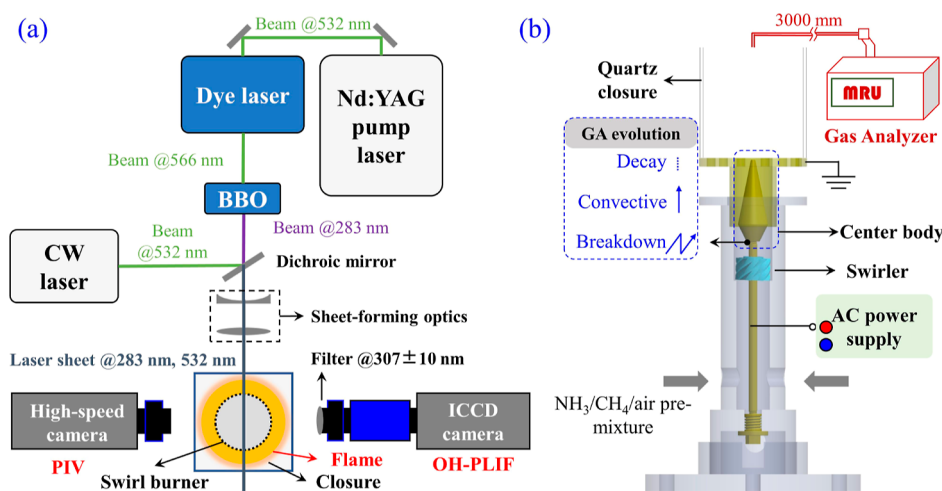 (a)
Beam @532 nm
Dye laser
Nd:YAG
pump
laser
Beam @566 nm
BBO
Beam
@532 nm
Beam @283 nm
CW
laser
Dichroic mirror
Sheet-forming optics
Laser sheet @283 nm, 532 nm
Filter @307±10 nm
High-speed
camera
ICCD
camera
PIV
Flame
OH-PLIF
Swirl burner
Closure
(b)
3000 mm
Quartz
closure
MRU
Gas Analyzer
GA evolution
Decay
Convective
Breakdown
Center body
Swirler
AC power
supply
NH₃/CH₄/air pre-
mixture